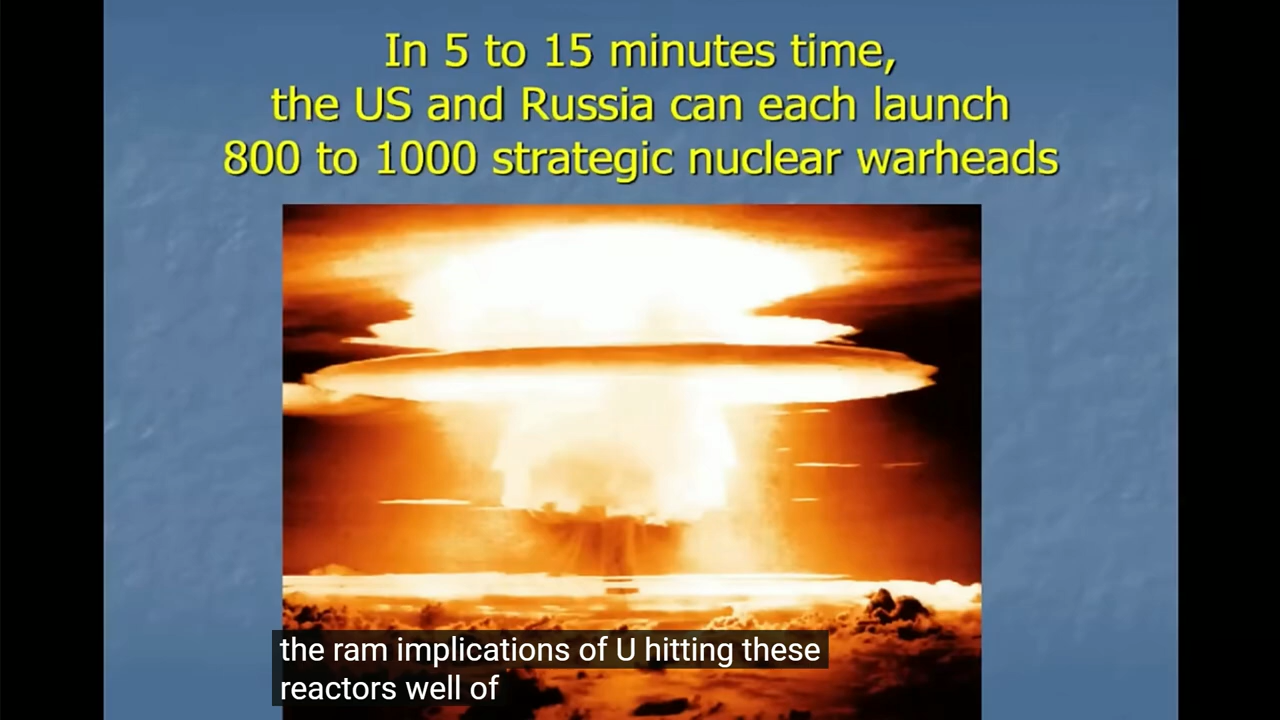 In 5 to 15 minutes time,
the US and Russia can each launch
800 to 1000 strategic nuclear warheads
the ram implications of U hitting these
reactors well of